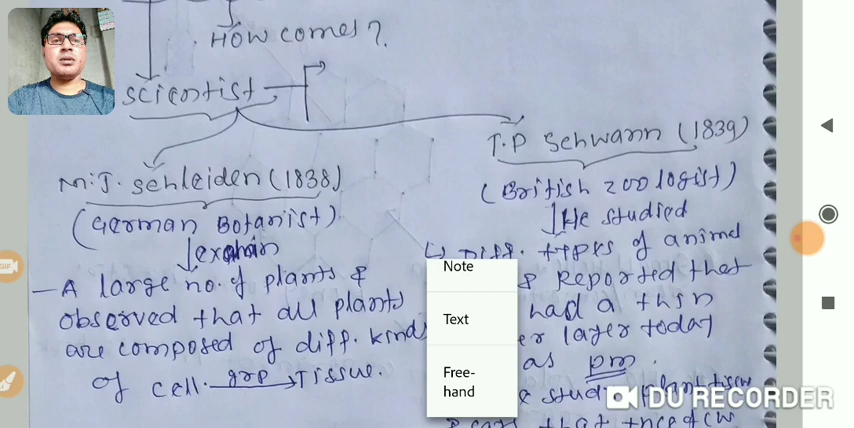 How comes?
scientist
T.P Schwann (1839)
M.J. Schleiden (1838)
(British zoologist)
(German Botanist)
He studied
- A large no. of plants &
observed that all plants
are composed of diff. kinds
of cell. grp Tissue.
Diff. types of animal
& Reported that
had a thin
er layer today
as pm.
Note
Text
Free-
hand
DU RECORDER